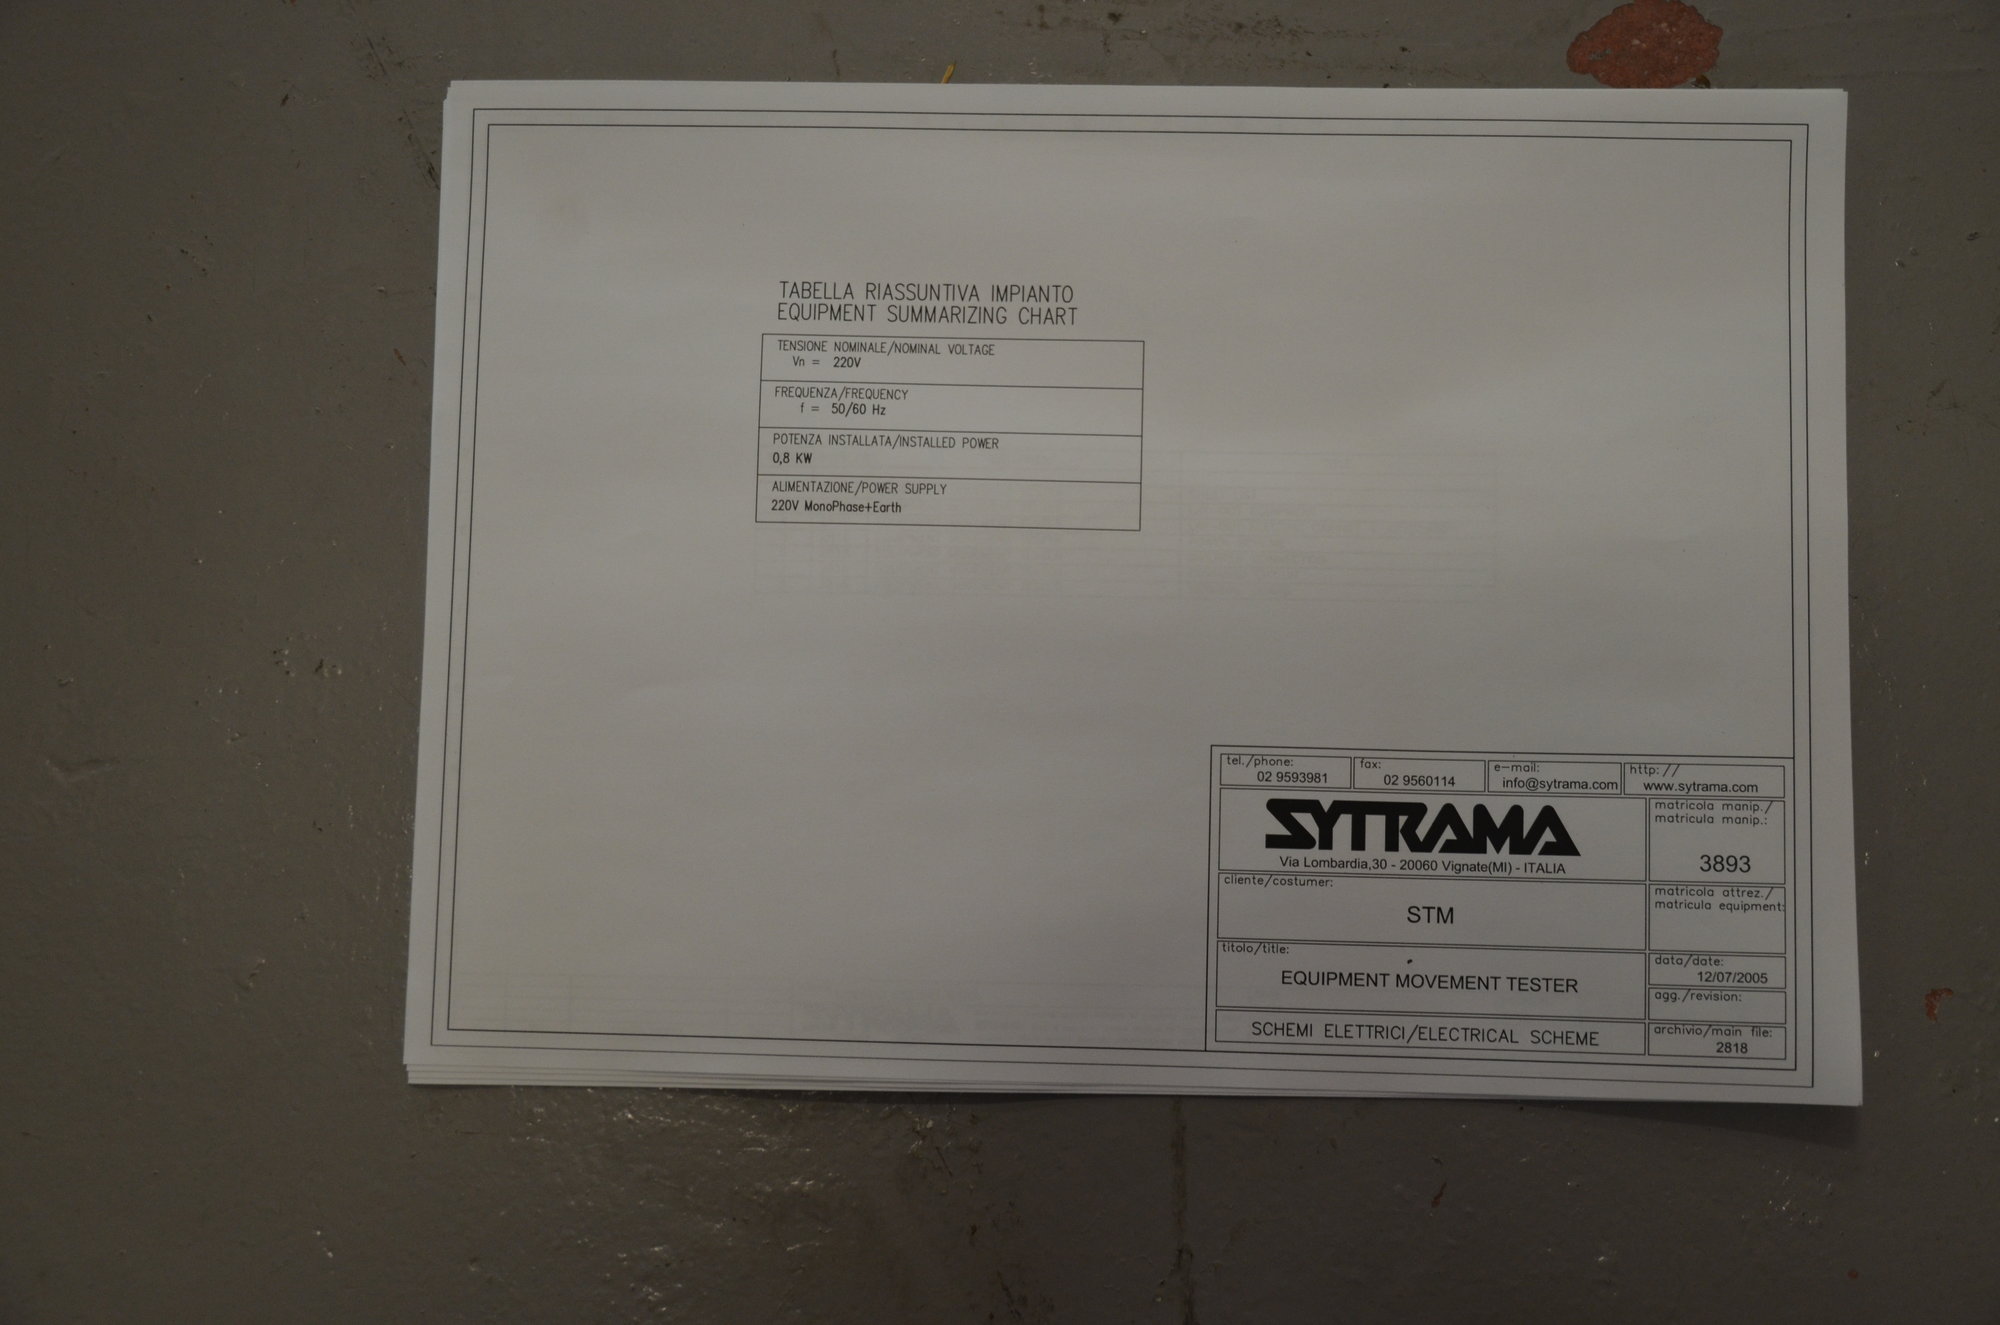 TABELLA RIASSUNTIVA IMPIANTO
EQUIPMENT SUMMARIZING CHART
TENSIONE NOMINALE/NOMINAL VOLTAGE
Vn = 220V
FREQUENZA/FREQUENCY
f = 50/60 Hz
POTENZA INSTALLATA/INSTALLED POWER
0,8 KW
ALIMENTAZIONE/POWER SUPPLY
220V MonoPhase+Earth
tel./phone:
02 9593981
fax:
02 9560114
e-mail:
info@sytrama.com
http://
www.sytrama.com
SYTRAMA
Via Lombardia,30 - 20060 Vignate(MI) - ITALIA
matricola manip./
matricula manip.:
3893
cliente/costumer:
STM
matricola attrez./
matricula equipment:
titolo/title:
EQUIPMENT MOVEMENT TESTER
data/date:
12/07/2005
agg./revision:
SCHEMI ELETTRICI/ELECTRICAL SCHEME
archivio/main file:
2818